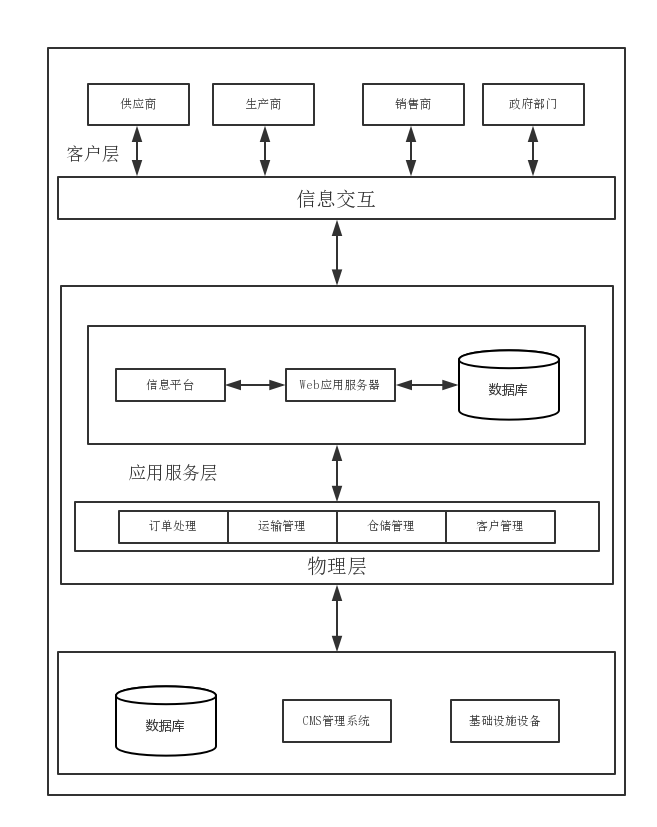 供应商
生产商
销售商
政府部门
客户层
信息交互
信息平台
Web应用服务器
数据库
应用服务层
订单处理
运输管理
仓储管理
客户管理
物理层
数据库
CMS管理系统
基础设施设备